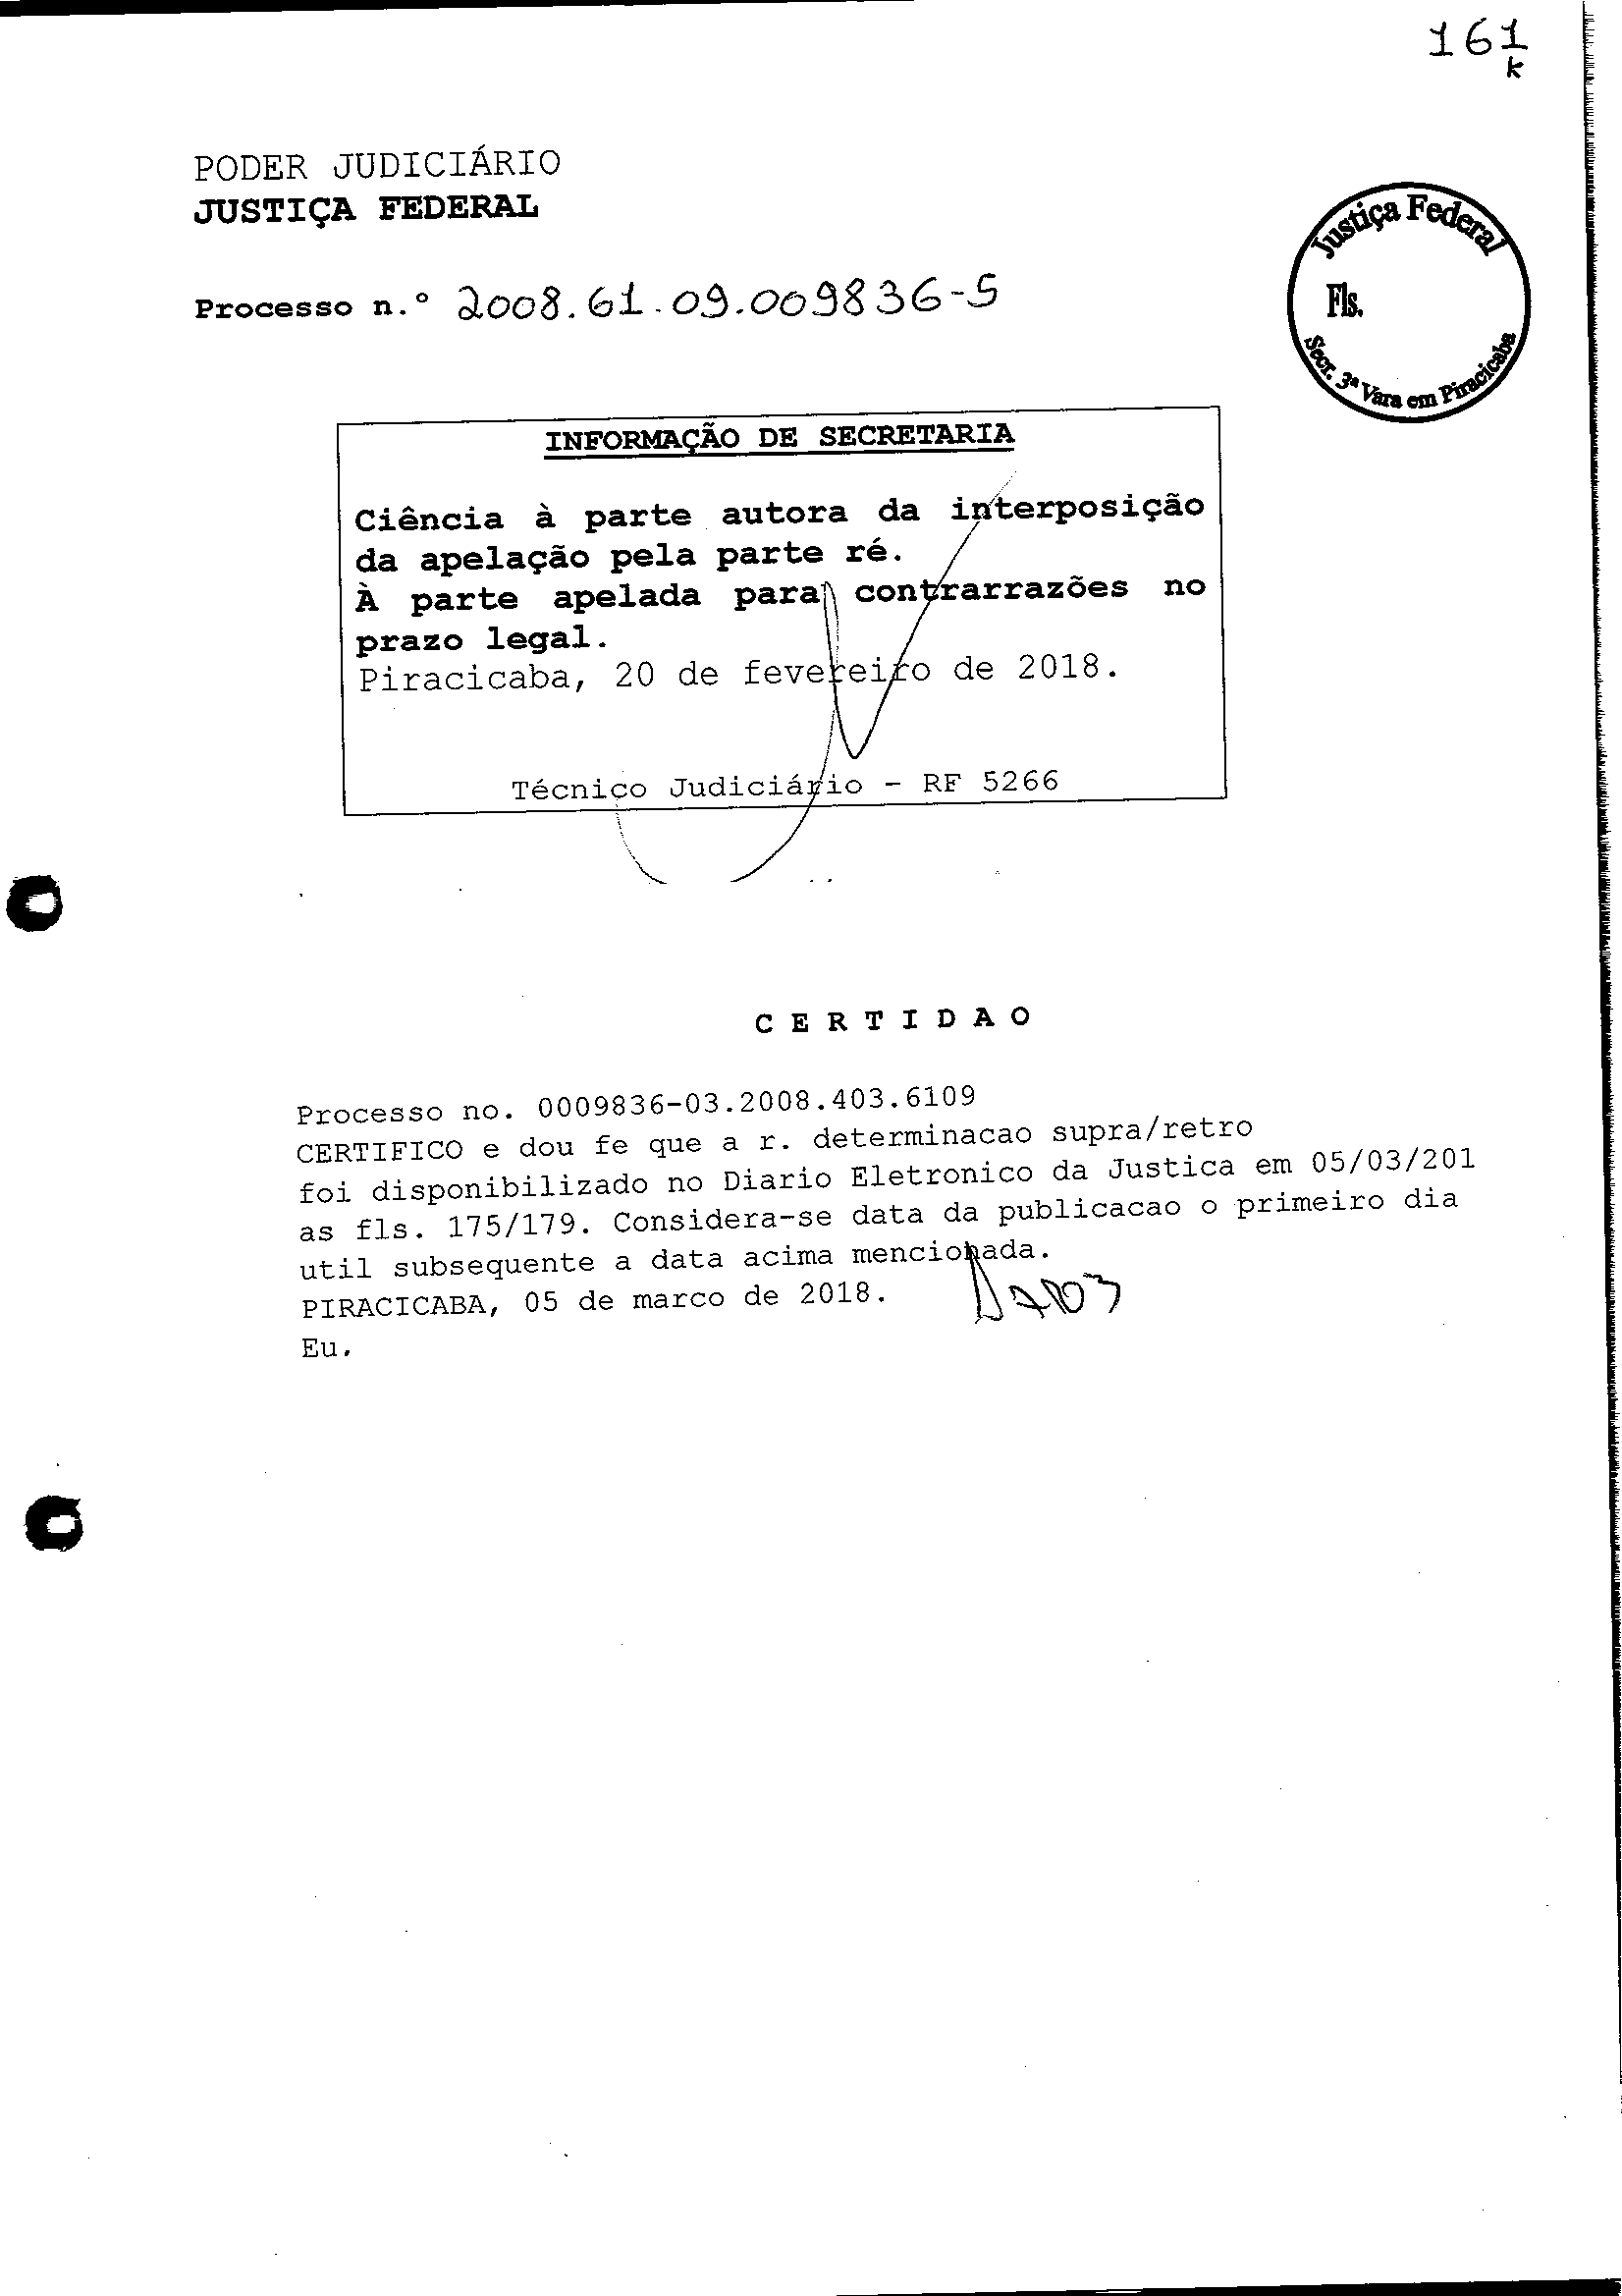 161
k
PODER JUDICIÁRIO
JUSTIÇA FEDERAL
Justiça Federal
Fls.
Secr. 3ª Vara em Piracicaba
Processo n.º 2008.61.09.009836-5
INFORMAÇÃO DE SECRETARIA
Ciência à parte autora da interposição
da apelação pela parte ré.
À parte apelada para contrarrazões no
prazo legal.
Piracicaba, 20 de fevereiro de 2018.
Técnico Judiciário - RF 5266
C E R T I D A O
Processo no. 0009836-03.2008.403.6109
CERTIFICO e dou fe que a r. determinacao supra/retro
foi disponibilizado no Diario Eletronico da Justica em 05/03/201
as fls. 175/179. Considera-se data da publicacao o primeiro dia
util subsequente a data acima mencionada.
PIRACICABA, 05 de marco de 2018.
Eu.